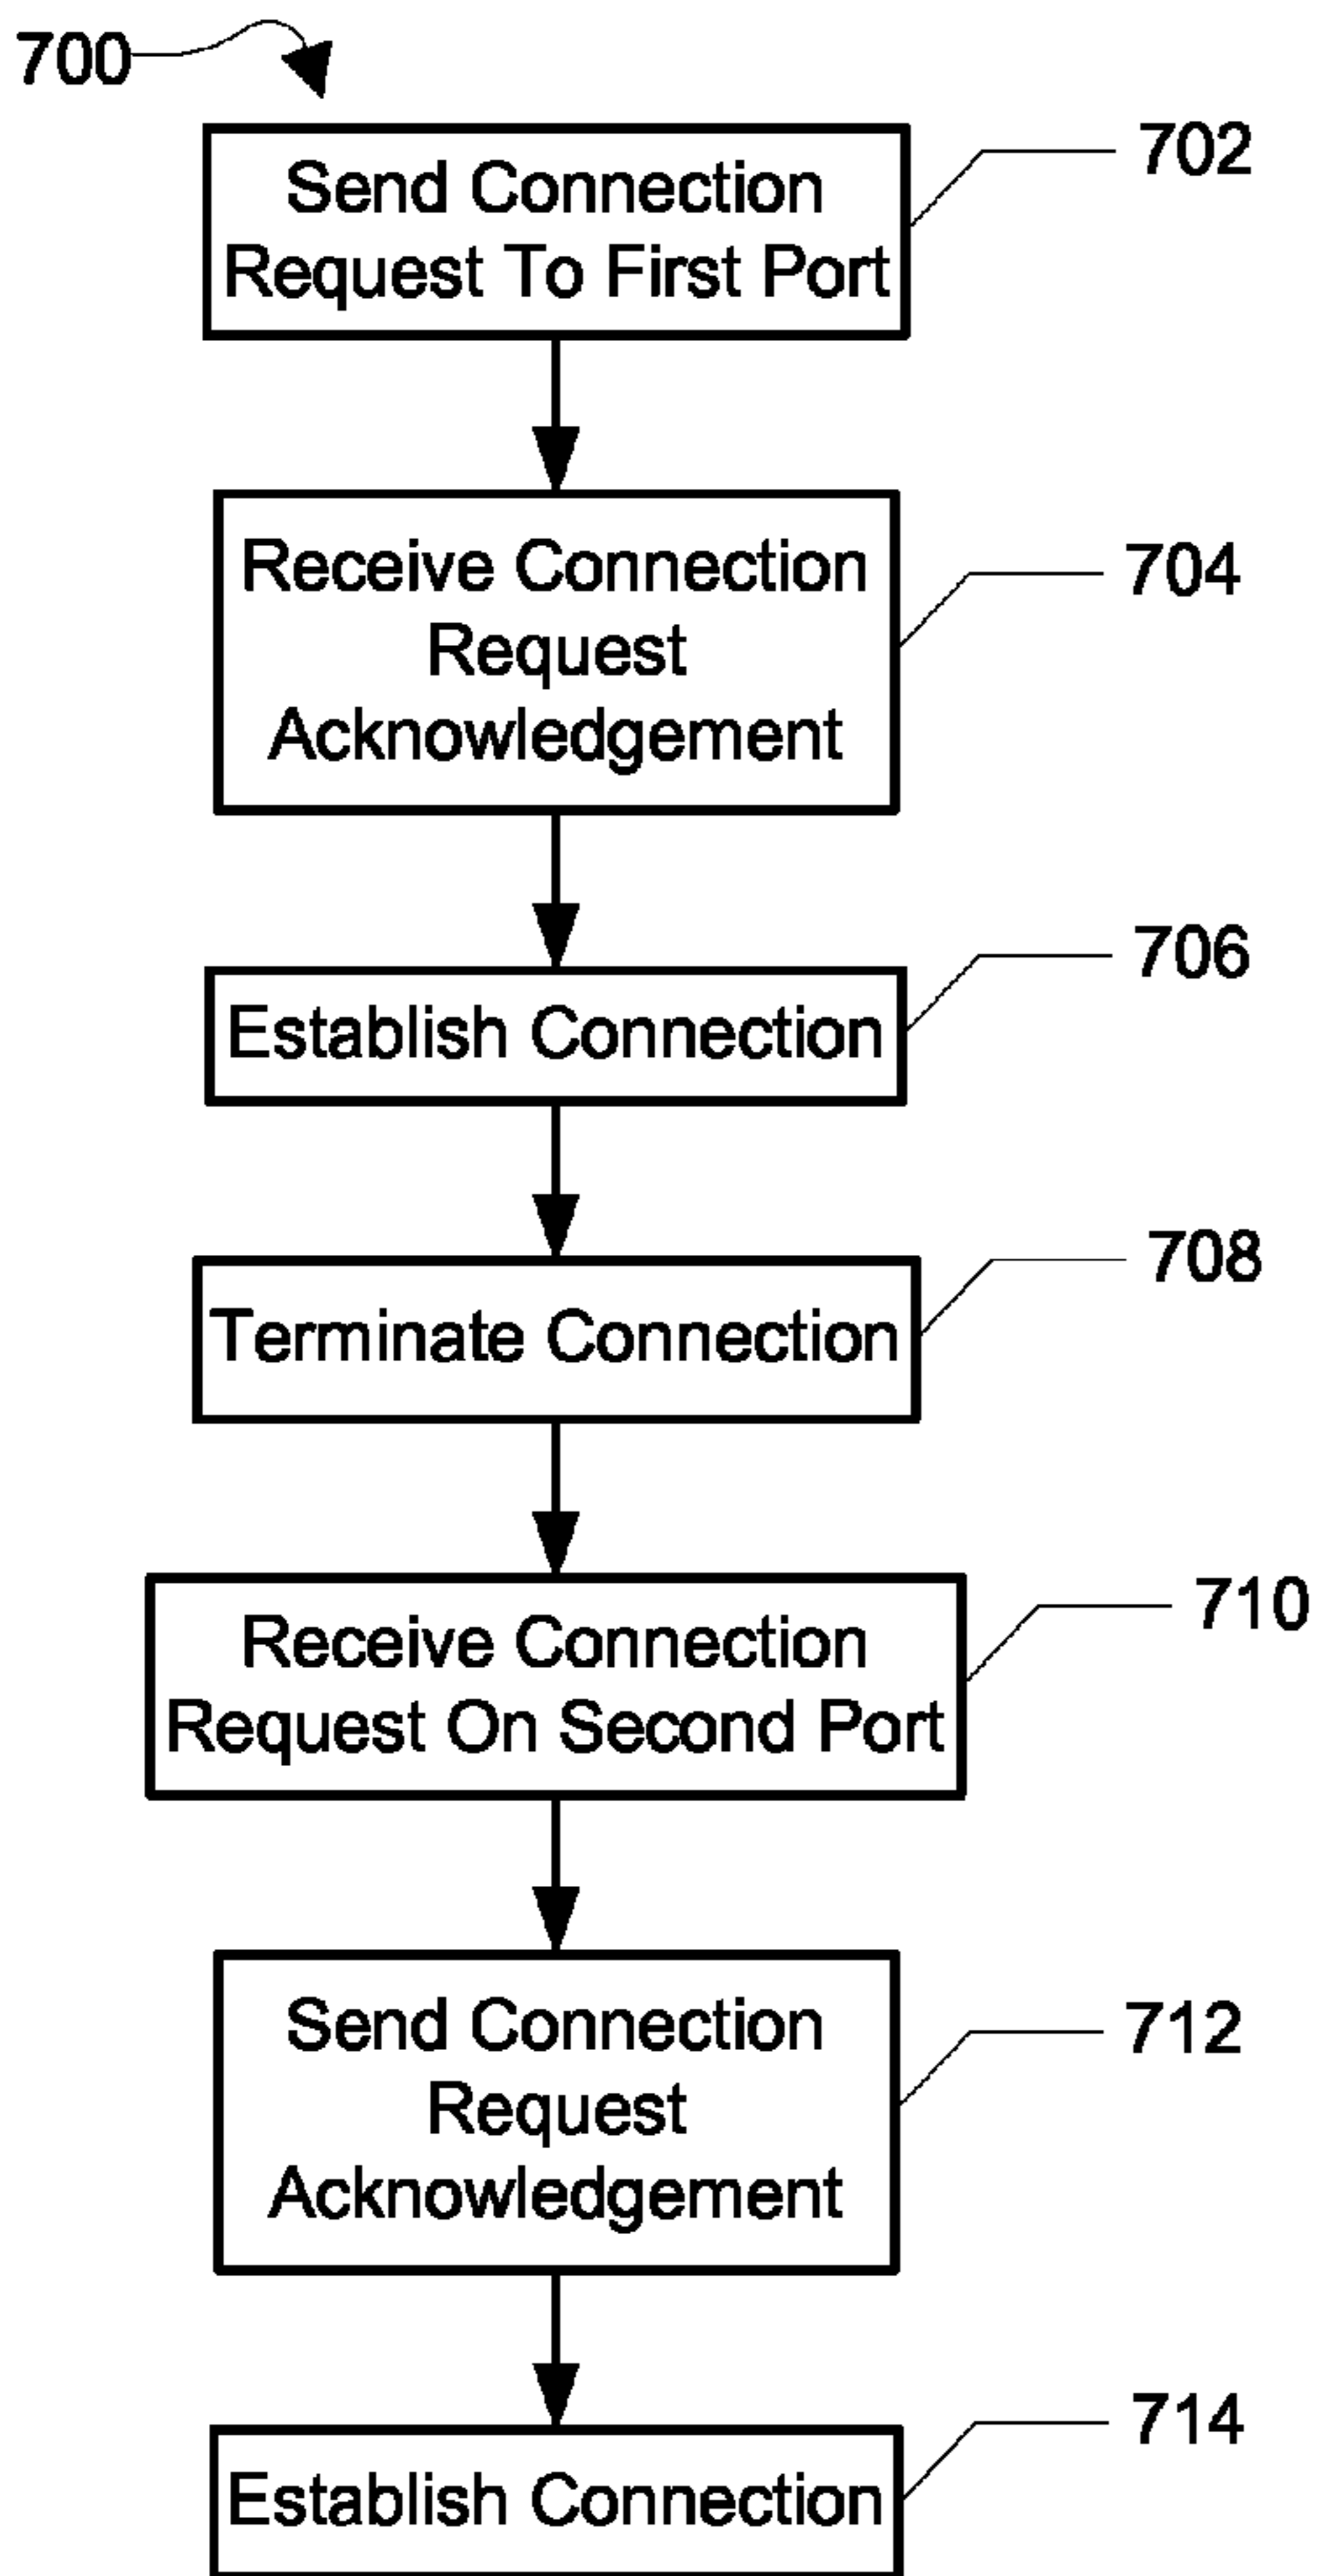 700
702
Send Connection
Request To First Port
704
Receive Connection
Request
Acknowledgement
706
Establish Connection
708
Terminate Connection
710
Receive Connection
Request On Second Port
712
Send Connection
Request
Acknowledgement
714
Establish Connection